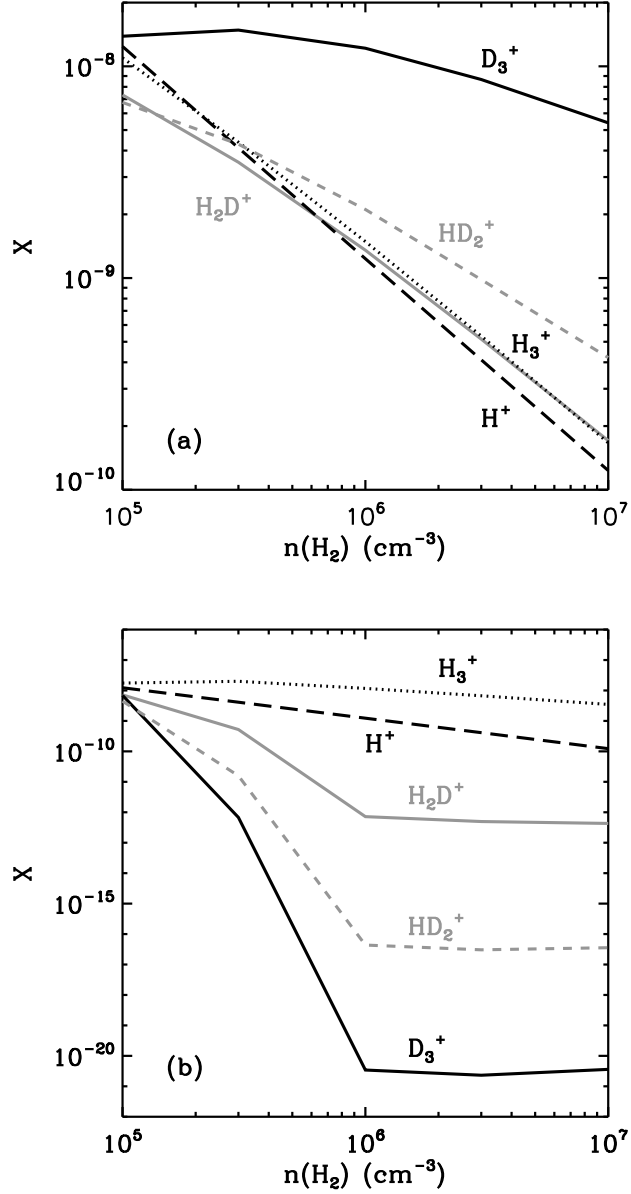 10⁻⁸
D₃⁺
H₂D⁺
HD₂⁺
X
10⁻⁹
H₃⁺
H⁺
(a)
10⁻¹⁰
10⁵ 10⁶ 10⁷
n(H₂) (cm⁻³)
H₃⁺
H⁺
10⁻¹⁰
H₂D⁺
X
10⁻¹⁵
HD₂⁺
D₃⁺
10⁻²⁰
(b)
10⁵ 10⁶ 10⁷
n(H₂) (cm⁻³)